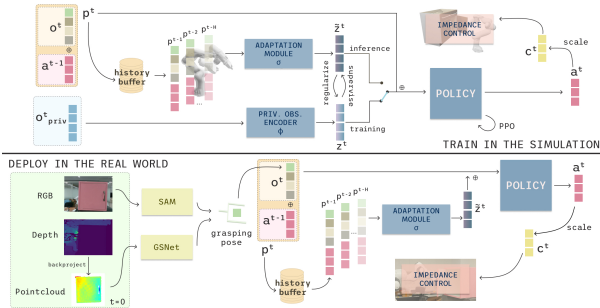 p^t
o^t
⊕
a^t-1
history
buffer
p^t-1
p^t-2
p^t-H
...
ADAPTATION
MODULE
σ
z̃^t
inference
regularize
supervise
o^t
priv
PRIV. OBS.
ENCODER
ϕ
z^t
training
⊕
POLICY
PPO
a^t
scale
c^t
IMPEDANCE
CONTROL
TRAIN IN THE SIMULATION
DEPLOY IN THE REAL WORLD
RGB
Depth
backproject
Pointcloud
t=0
SAM
GSNet
grasping
pose
o^t
⊕
a^t-1
p^t
history
buffer
p^t-1
p^t-2
p^t-H
...
ADAPTATION
MODULE
σ
z̃^t
⊕
POLICY
a^t
scale
c^t
IMPEDANCE
CONTROL